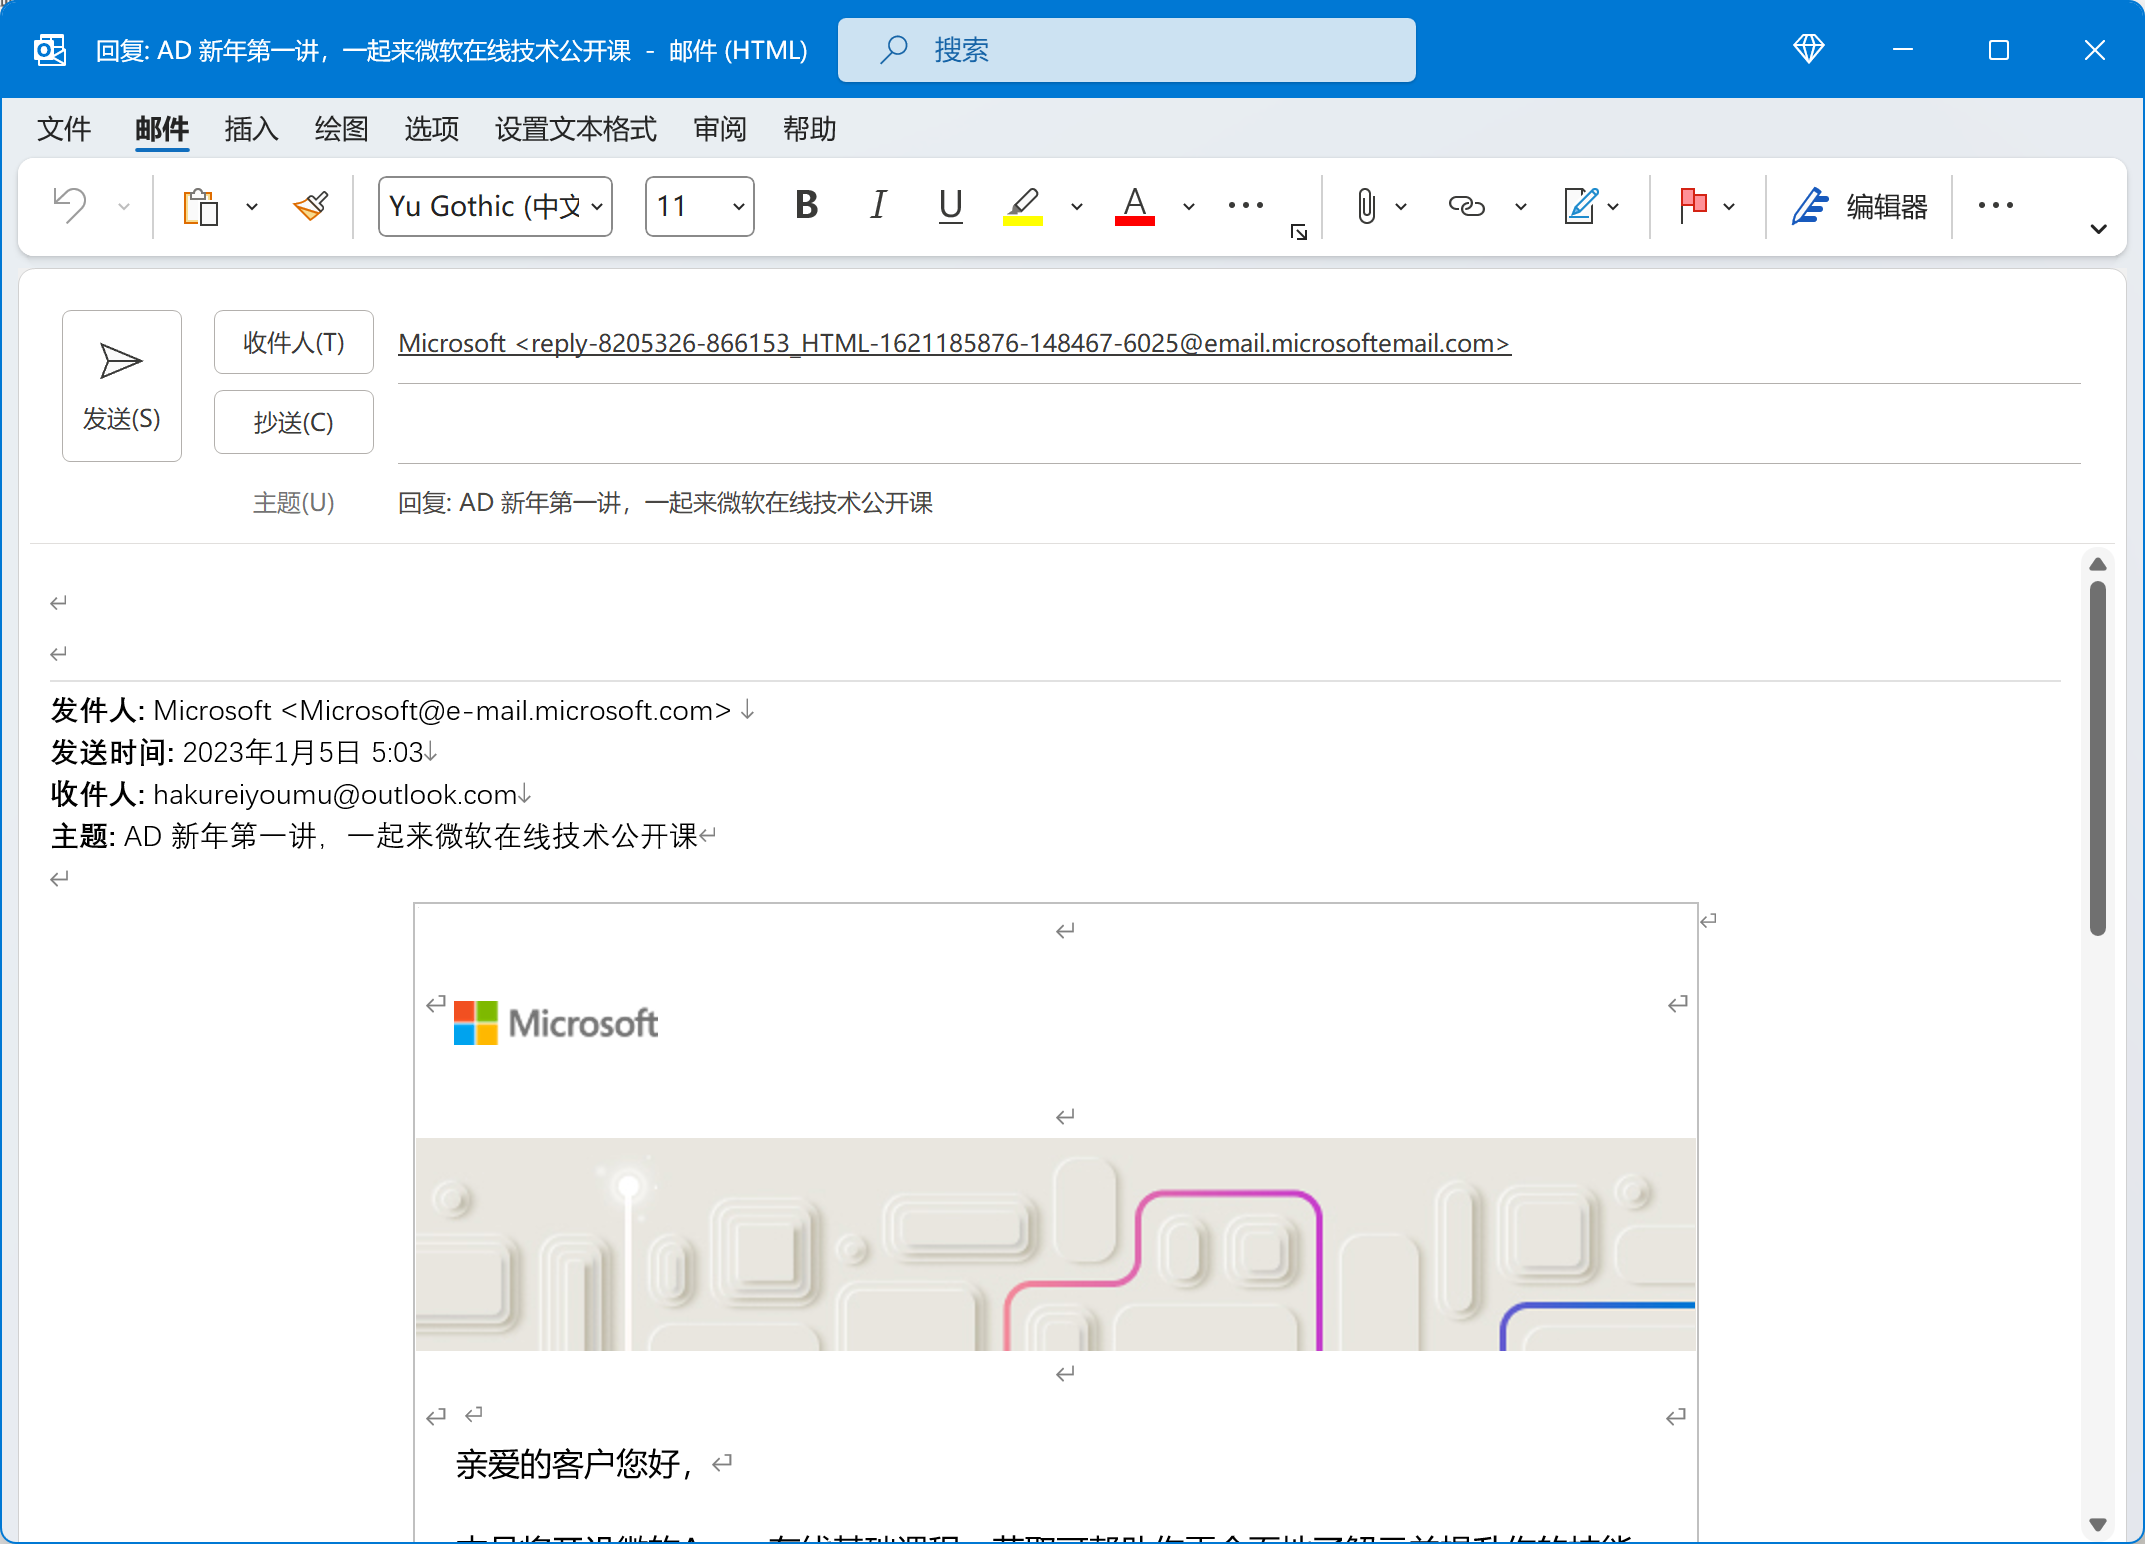 回复: AD 新年第一讲，一起来微软在线技术公开课 - 邮件 (HTML)
搜索
文件 邮件 插入 绘图 选项 设置文本格式 审阅 帮助
Yu Gothic (中文 11 B I U A 编辑器
发送(S)
收件人(T) Microsoft <reply-8205326-866153_HTML-1621185876-148467-6025@email.microsoftemail.com>
抄送(C)
主题(U) 回复: AD 新年第一讲，一起来微软在线技术公开课
发件人: Microsoft <Microsoft@e-mail.microsoft.com>
发送时间: 2023年1月5日 5:03
收件人: hakureiyoumu@outlook.com
主题: AD 新年第一讲，一起来微软在线技术公开课
Microsoft
亲爱的客户您好，